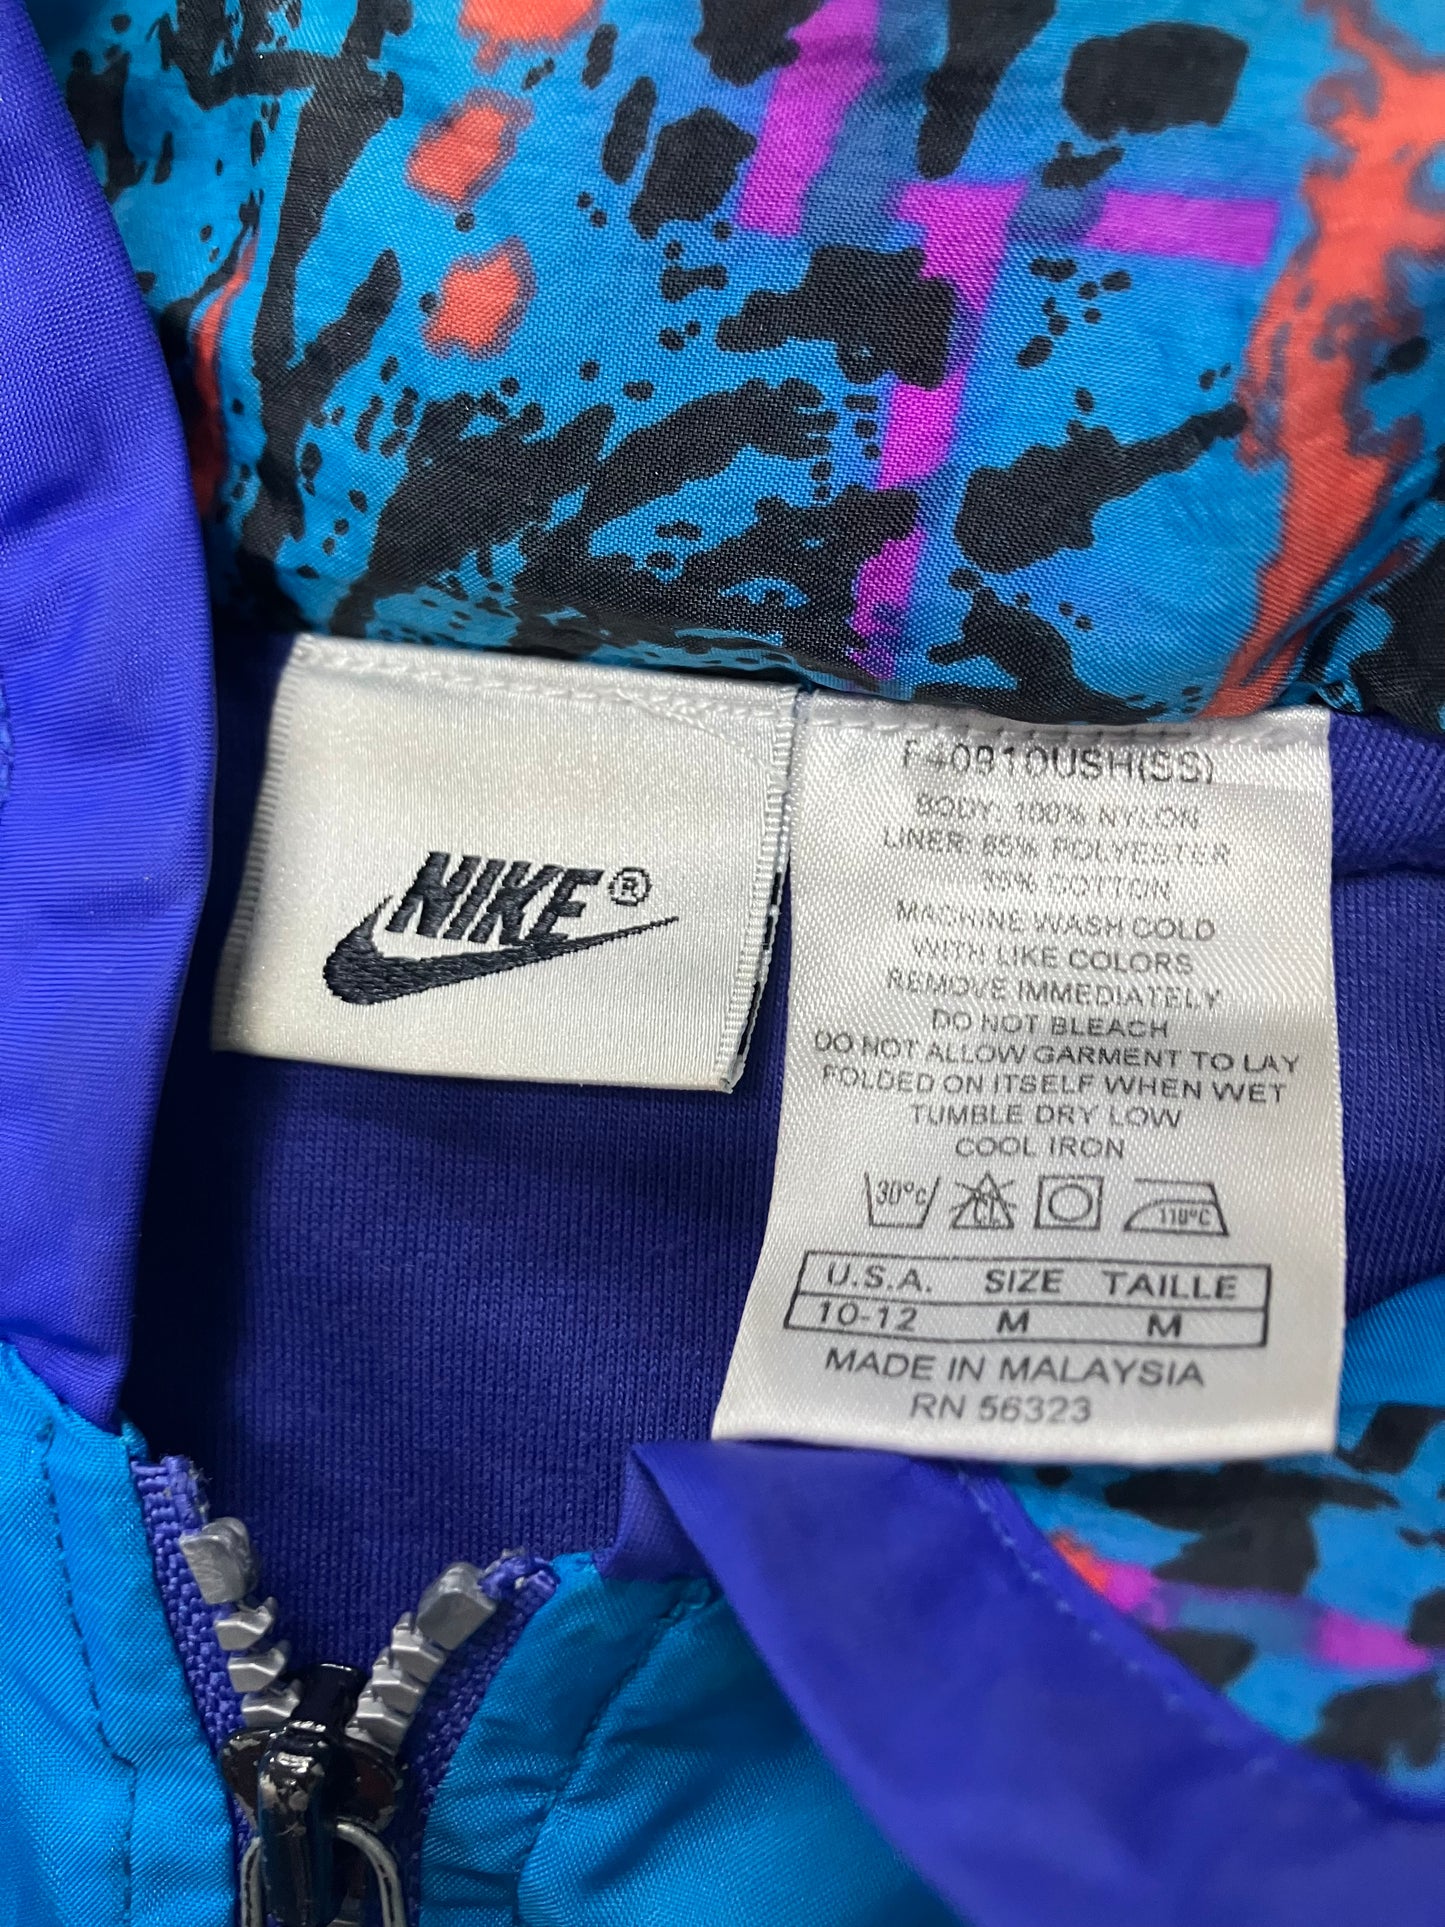 NIKE®
F40910USH(SS)
BODY: 100% NYLON
LINER: 65% POLYESTER
35% COTTON
MACHINE WASH COLD
WITH LIKE COLORS
REMOVE IMMEDIATELY
DO NOT BLEACH
DO NOT ALLOW GARMENT TO LAY
FOLDED ON ITSELF WHEN WET
TUMBLE DRY LOW
COOL IRON
30°C CL 110°C
U.S.A. SIZE TAILLE
10-12 M M
MADE IN MALAYSIA
RN 56323